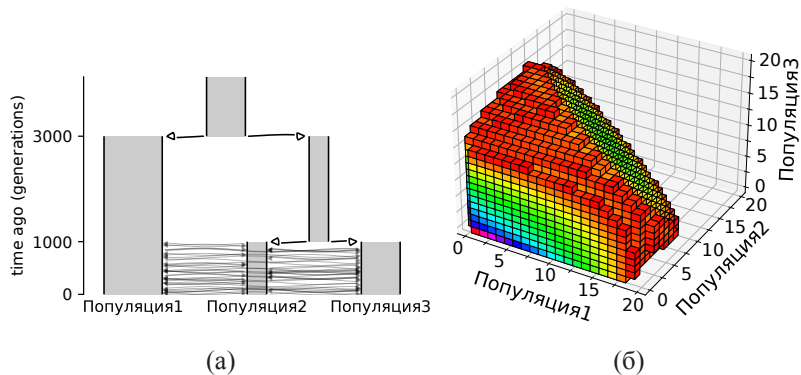 time ago (generations)
3000
1000
0
Популяция1 Популяция2 Популяция3
(а)
20
15
10
5
0
Популяция3
20
15
10
5
0
Популяция2
0 5 10 15 20
Популяция1
(б)